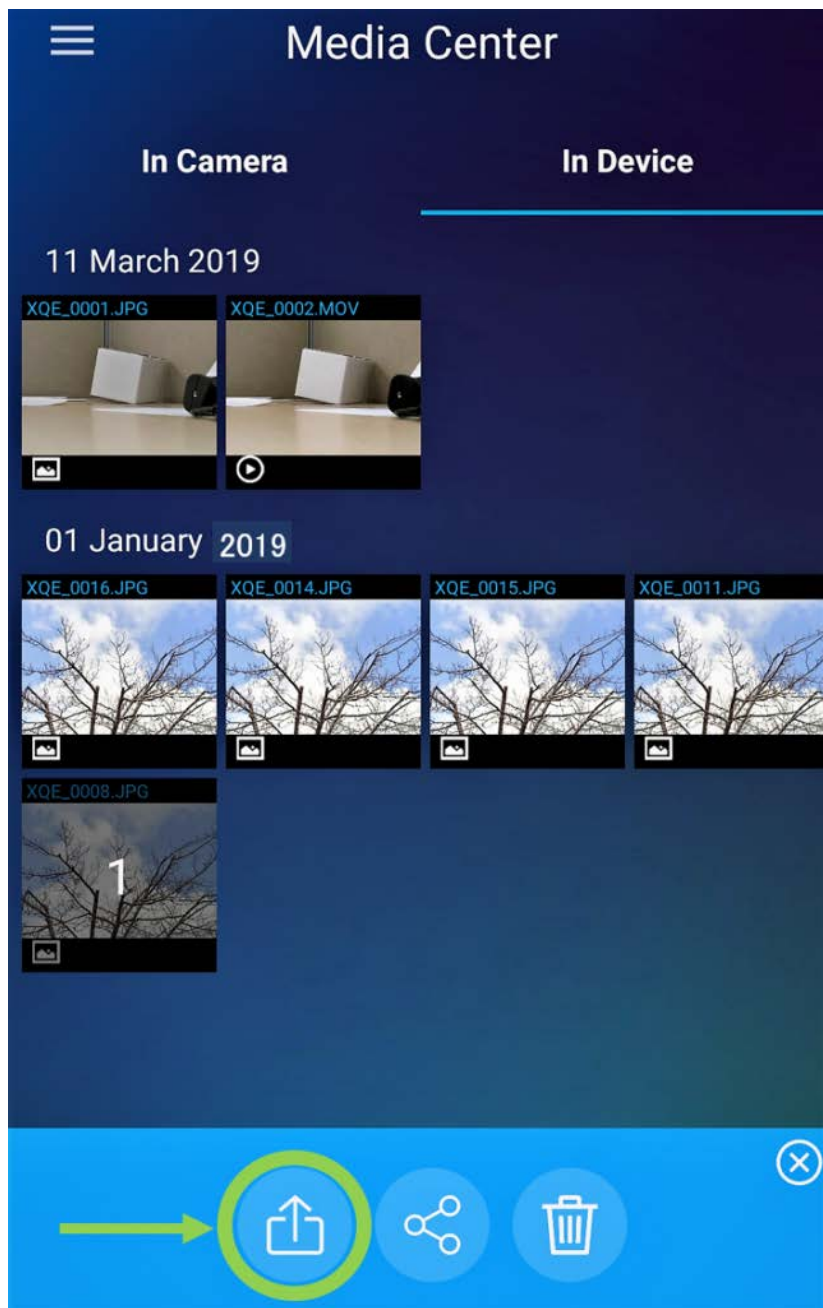 Media Center
In Camera In Device
11 March 2019
XQE_0001.JPG XQE_0002.MOV
01 January 2019
XQE_0016.JPG XQE_0014.JPG XQE_0015.JPG XQE_0011.JPG
XQE_0008.JPG
1